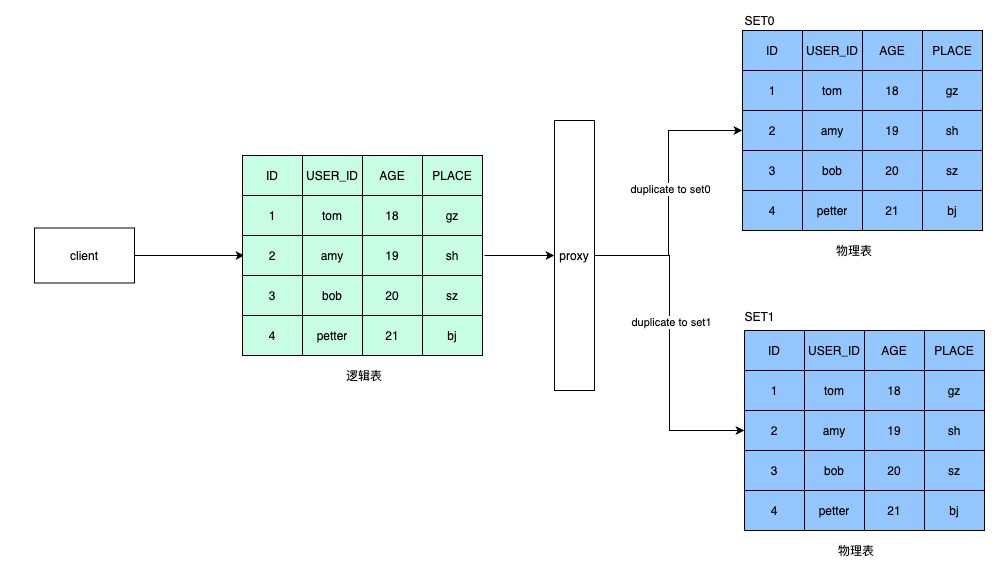 client
ID USER_ID AGE PLACE
1 tom 18 gz
2 amy 19 sh
3 bob 20 sz
4 petter 21 bj
逻辑表
proxy
duplicate to set0
duplicate to set1
SET0
ID USER_ID AGE PLACE
1 tom 18 gz
2 amy 19 sh
3 bob 20 sz
4 petter 21 bj
物理表
SET1
ID USER_ID AGE PLACE
1 tom 18 gz
2 amy 19 sh
3 bob 20 sz
4 petter 21 bj
物理表